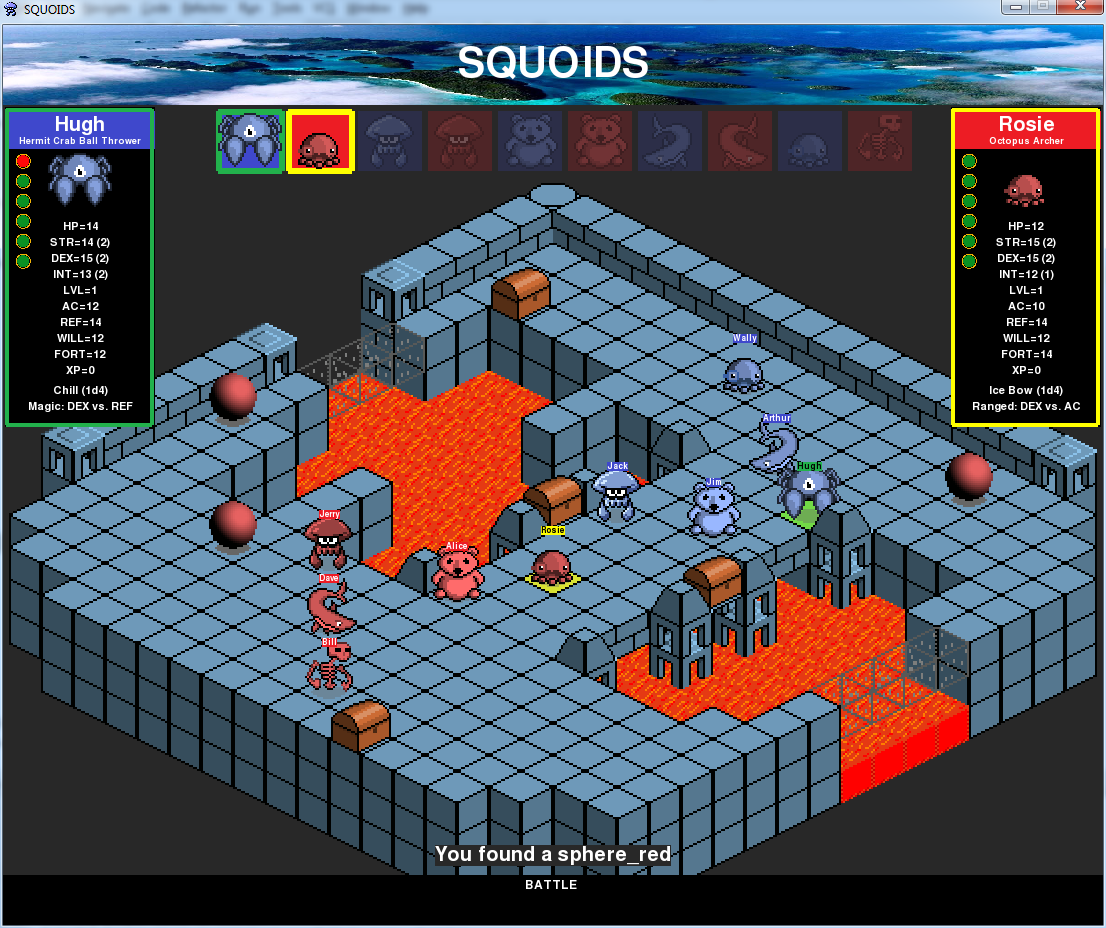 SQUOIDS
SQUOIDS
Hugh
Hermit Crab Ball Thrower
HP=14
STR=14 (2)
DEX=15 (2)
INT=13 (2)
LVL=1
AC=12
REF=14
WILL=12
FORT=12
XP=0
Chill (1d4)
Magic: DEX vs. REF
Rosie
Octopus Archer
HP=12
STR=15 (2)
DEX=15 (2)
INT=12 (1)
LVL=1
AC=10
REF=14
WILL=12
FORT=14
XP=0
Ice Bow (1d4)
Ranged: DEX vs. AC
Wally
Arthur
Hugh
Jack
Jim
Jerry
Rosie
Alice
Dave
Bill
You found a sphere_red
BATTLE